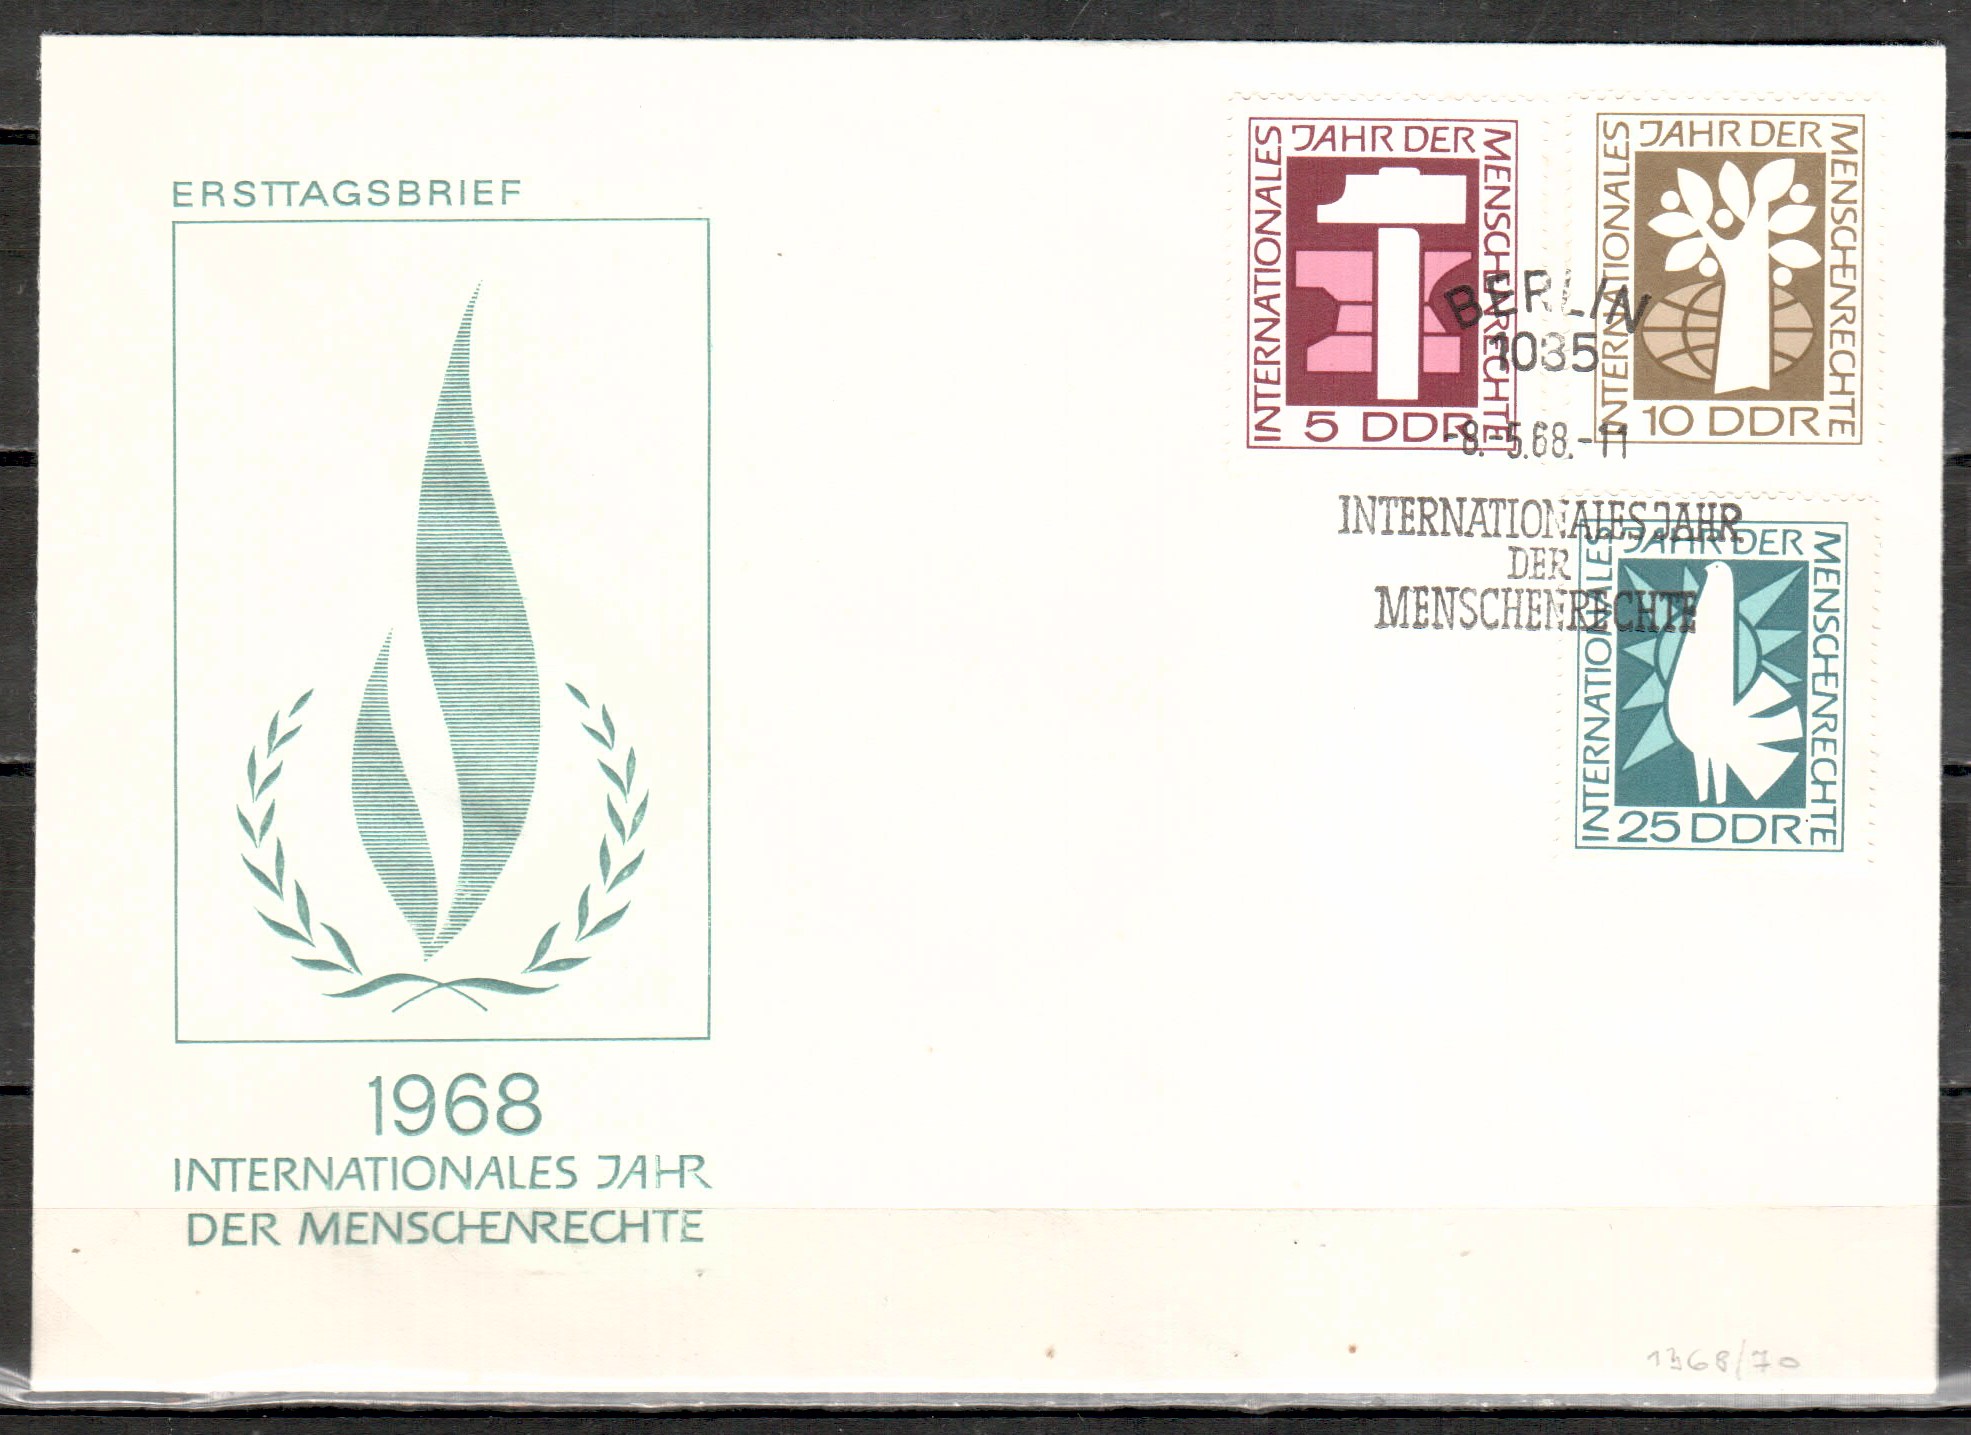 ERSTTAGSBRIEF
1968
INTERNATIONALES JAHR
DER MENSCHENRECHTE
INTERNATIONALES JAHR DER MENSCHENRECHTE
5 DDR
INTERNATIONALES JAHR DER MENSCHENRECHTE
10 DDR
BERLIN
1085
-8.-5.68.-11
INTERNATIONALES JAHR
DER
MENSCHENRECHTE
INTERNATIONALES JAHR DER MENSCHENRECHTE
25 DDR
1368/70